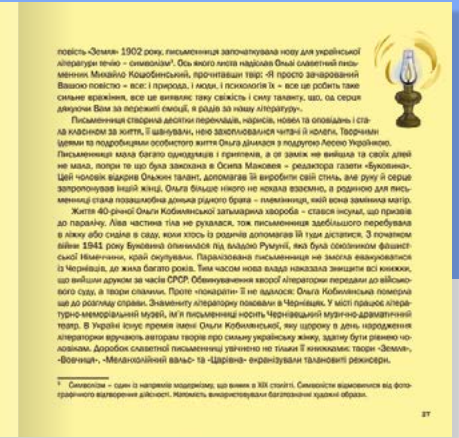 повість «Земля» 1902 року, письменниця започаткувала нову для української
літератури течію – символізм⁵. Ось якого листа надіслав Ользі славетний пись-
менник Михайло Коцюбинський, прочитавши твір: «Я просто зачарований
Вашою повістю – все: і природа, і люди, і психологія їх – все це робить таке
сильне враження, все це виявляє таку свіжість і силу таланту, що, од серця
дякуючи Вам за пережиті емоції, я радів за нашу літературу».
Письменниця створила десятки перекладів, нарисів, новел та оповідань і ста-
ла класиком за життя, її шанували, нею захоплювалися читачі й колеги. Творчими
ідеями та подробицями особистого життя Ольга ділилася з подругою Лесею Українкою.
Письменниця мала багато однодумців і приятелів, а от заміж не вийшла та своїх дітей
не мала, попри те що була закохана в Осипа Маковея – редактора газети «Буковина».
Цей чоловік відкрив Ольжин талант, допомагав їй виробити свій стиль, але руку й серце
запропонував іншій жінці. Ольга більше нікого не кохала взаємно, а родиною для пись-
менниці стала позашлюбна донька рідного брата – племінниця, якій вона замінила матір.
Життя 40-річної Ольги Кобилянської затьмарила хвороба – стався інсульт, що призвів
до паралічу. Ліва частина тіла не рухалася, тож письменниця здебільшого перебувала
в ліжку або сиділа в саду, коли хтось із родичів допомагав їй туди дістатися. З початком
війни 1941 року Буковина опинилася під владою Румунії, яка була союзником фашист-
ської Німеччини, край окупували. Паралізована письменниця не змогла евакуюватися
із Чернівців, де жила багато років. Тим часом нова влада наказала знищити всі книжки,
що вийшли друком за часів СРСР. Обвинувачення хворої літераторки передали до військо-
вого суду, а твори спалили. Проте «покарати» її не вдалося: Ольга Кобилянська померла
ще до розгляду справи. Знамениту літераторку поховали в Чернівцях. У місті працює літера-
турно-меморіальний музей, ім'я письменниці носить Чернівецький музично-драматичний
театр. В Україні існує премія імені Ольги Кобилянської, яку щороку в день народження
літераторки вручають авторам творів про сильну українську жінку, здатну бути рівною чо-
ловікам. Доробок славетної письменниці увічнено не тільки її книжками: твори «Земля»,
«Вовчиця», «Меланхолійний вальс» та «Царівна» екранізували талановиті режисери.
⁵ Символізм – один із напрямів модернізму, що виник в XIX столітті. Символісти відмовилися від фото-
графічного відтворення дійсності. Натомість використовували багатозначні художні образи.
27